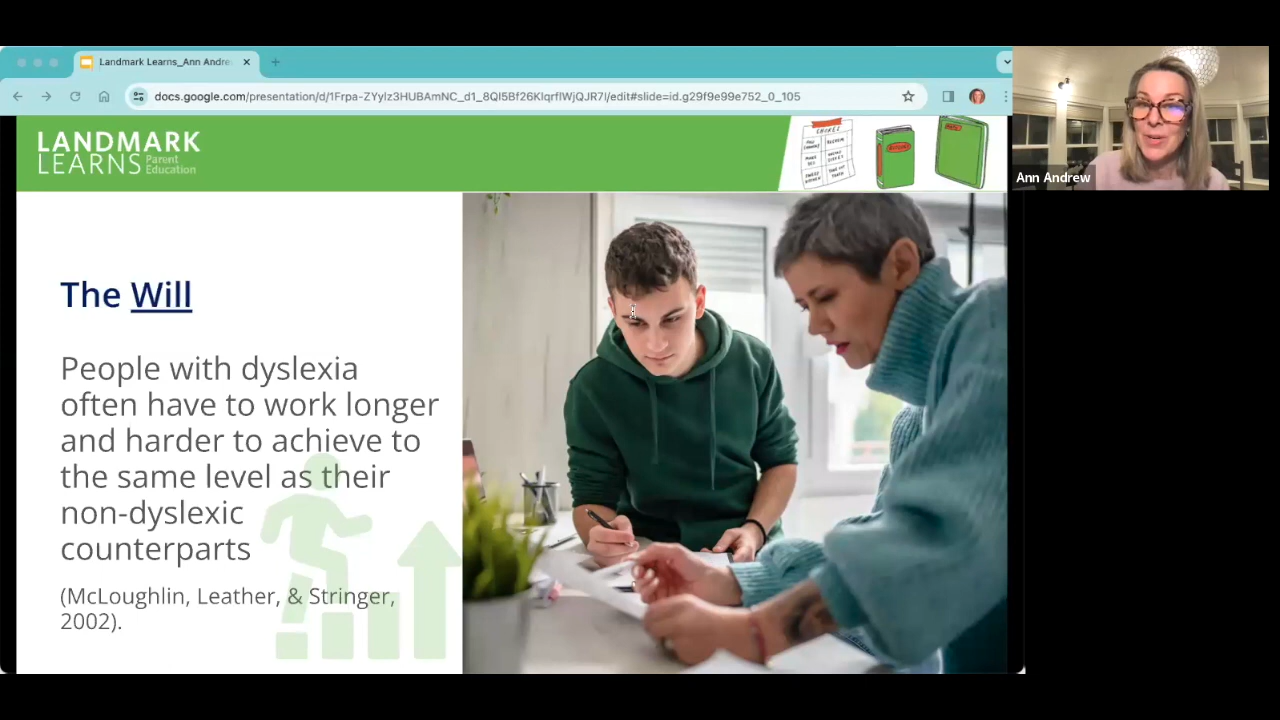 Landmark Learns_Ann Andre
docs.google.com/presentation/d/1Frpa-ZYylz3HUBAmNC_d1_8Ql5Bf26KlqrflWjQJR7I/edit#slide=id.g29f9e99e752_0_105
LANDMARK
LEARNS Parent
Education
CHORES
Ann Andrew
The Will
People with dyslexia
often have to work longer
and harder to achieve to
the same level as their
non-dyslexic
counterparts
(McLoughlin, Leather, & Stringer,
2002).